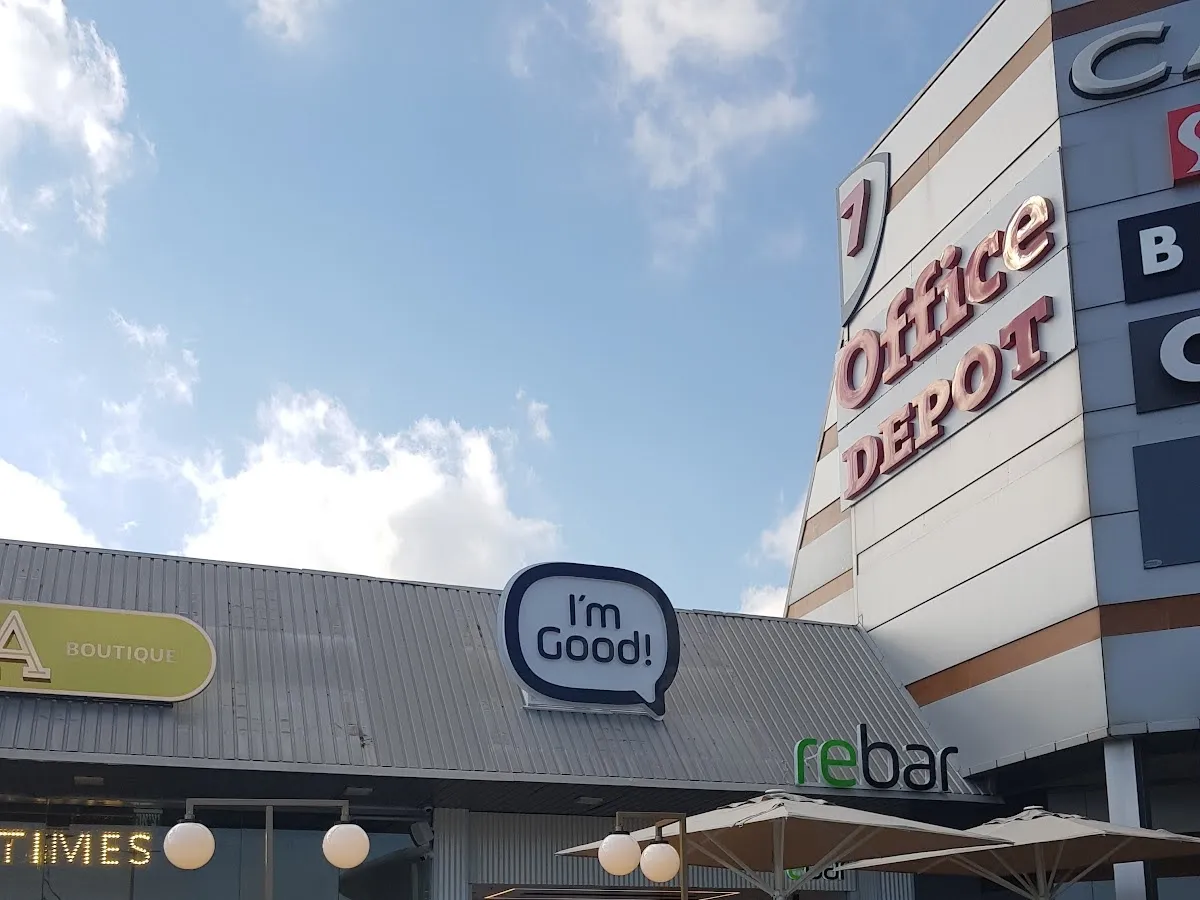 7
Office
DEPOT
I'm
Good!
BOUTIQUE
rebar
TIMES